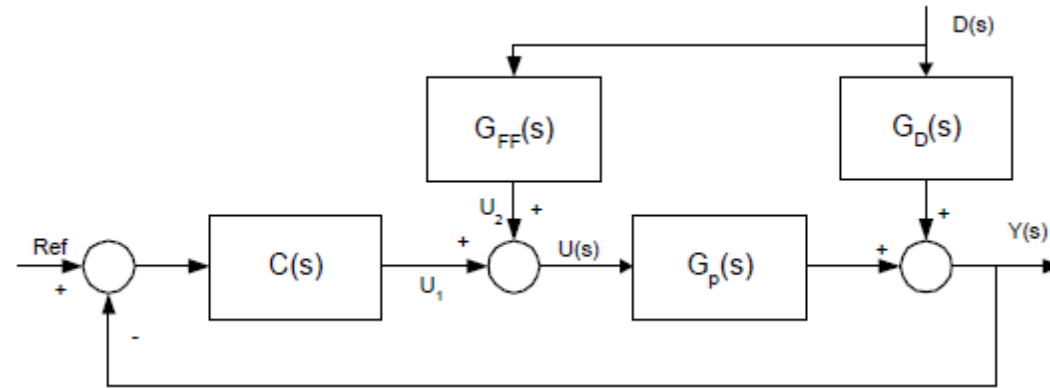 D(s)
G_FF(s)
G_D(s)
U_2
+
+
Ref
+
C(s)
+
U_1
U(s)
G_p(s)
+
Y(s)
-